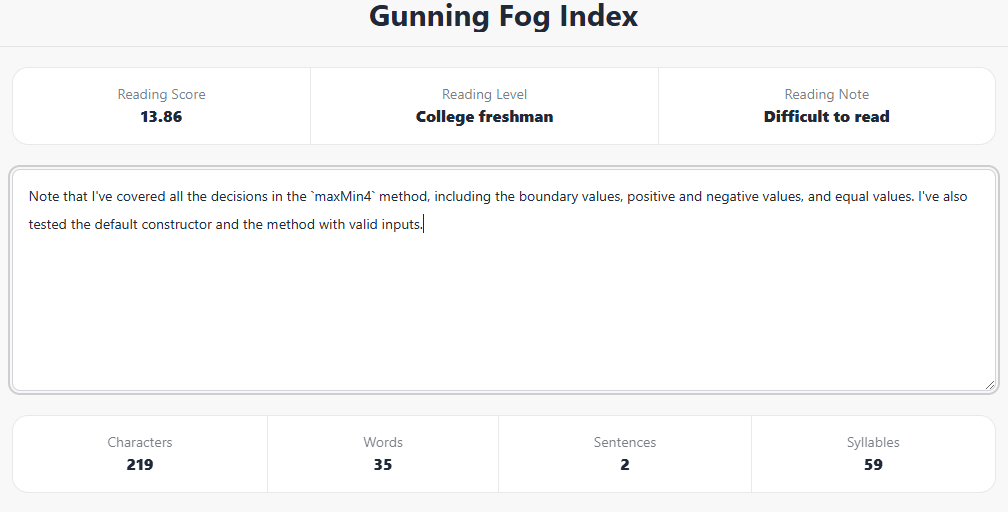 Gunning Fog Index
Reading Score
13.86
Reading Level
College freshman
Reading Note
Difficult to read
Note that I've covered all the decisions in the `maxMin4` method, including the boundary values, positive and negative values, and equal values. I've also
tested the default constructor and the method with valid inputs.
Characters
219
Words
35
Sentences
2
Syllables
59